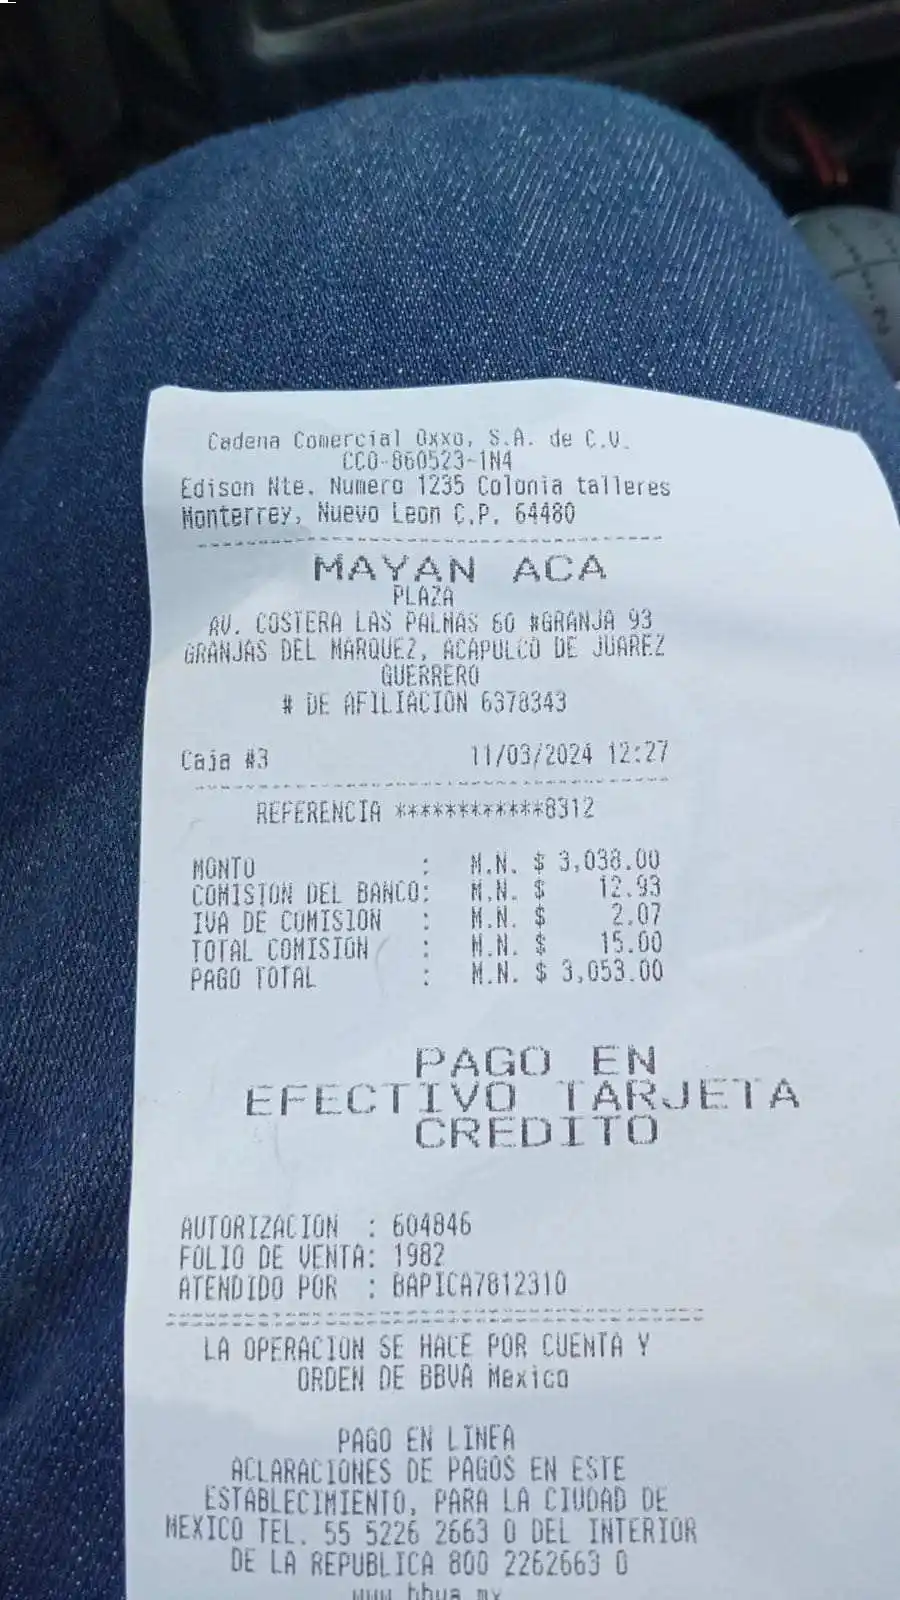 Cadena Comercial Oxxo, S.A. de C.V.
CCO-860523-1N4
Edison Nte. Numero 1235 Colonia talleres
Monterrey, Nuevo Leon C.P. 64480
MAYAN ACA
PLAZA
AV. COSTERA LAS PALMAS 60 #GRANJA 93
GRANJAS DEL MARQUEZ, ACAPULCO DE JUAREZ
GUERRERO
# DE AFILIACION 6378343
Caja #3 11/03/2024 12:27
REFERENCIA ************8312
MONTO : M.N. $ 3,038.00
COMISION DEL BANCO: M.N. $ 12.93
IVA DE COMISION : M.N. $ 2.07
TOTAL COMISION : M.N. $ 15.00
PAGO TOTAL : M.N. $ 3,053.00
PAGO EN
EFECTIVO TARJETA
CREDITO
AUTORIZACION : 604846
FOLIO DE VENTA: 1982
ATENDIDO POR : BAPICA7812310
LA OPERACION SE HACE POR CUENTA Y
ORDEN DE BBVA Mexico
PAGO EN LINEA
ACLARACIONES DE PAGOS EN ESTE
ESTABLECIMIENTO, PARA LA CIUDAD DE
MEXICO TEL. 55 5226 2663 O DEL INTERIOR
DE LA REPUBLICA 800 2262663 O
www.bbva.mx